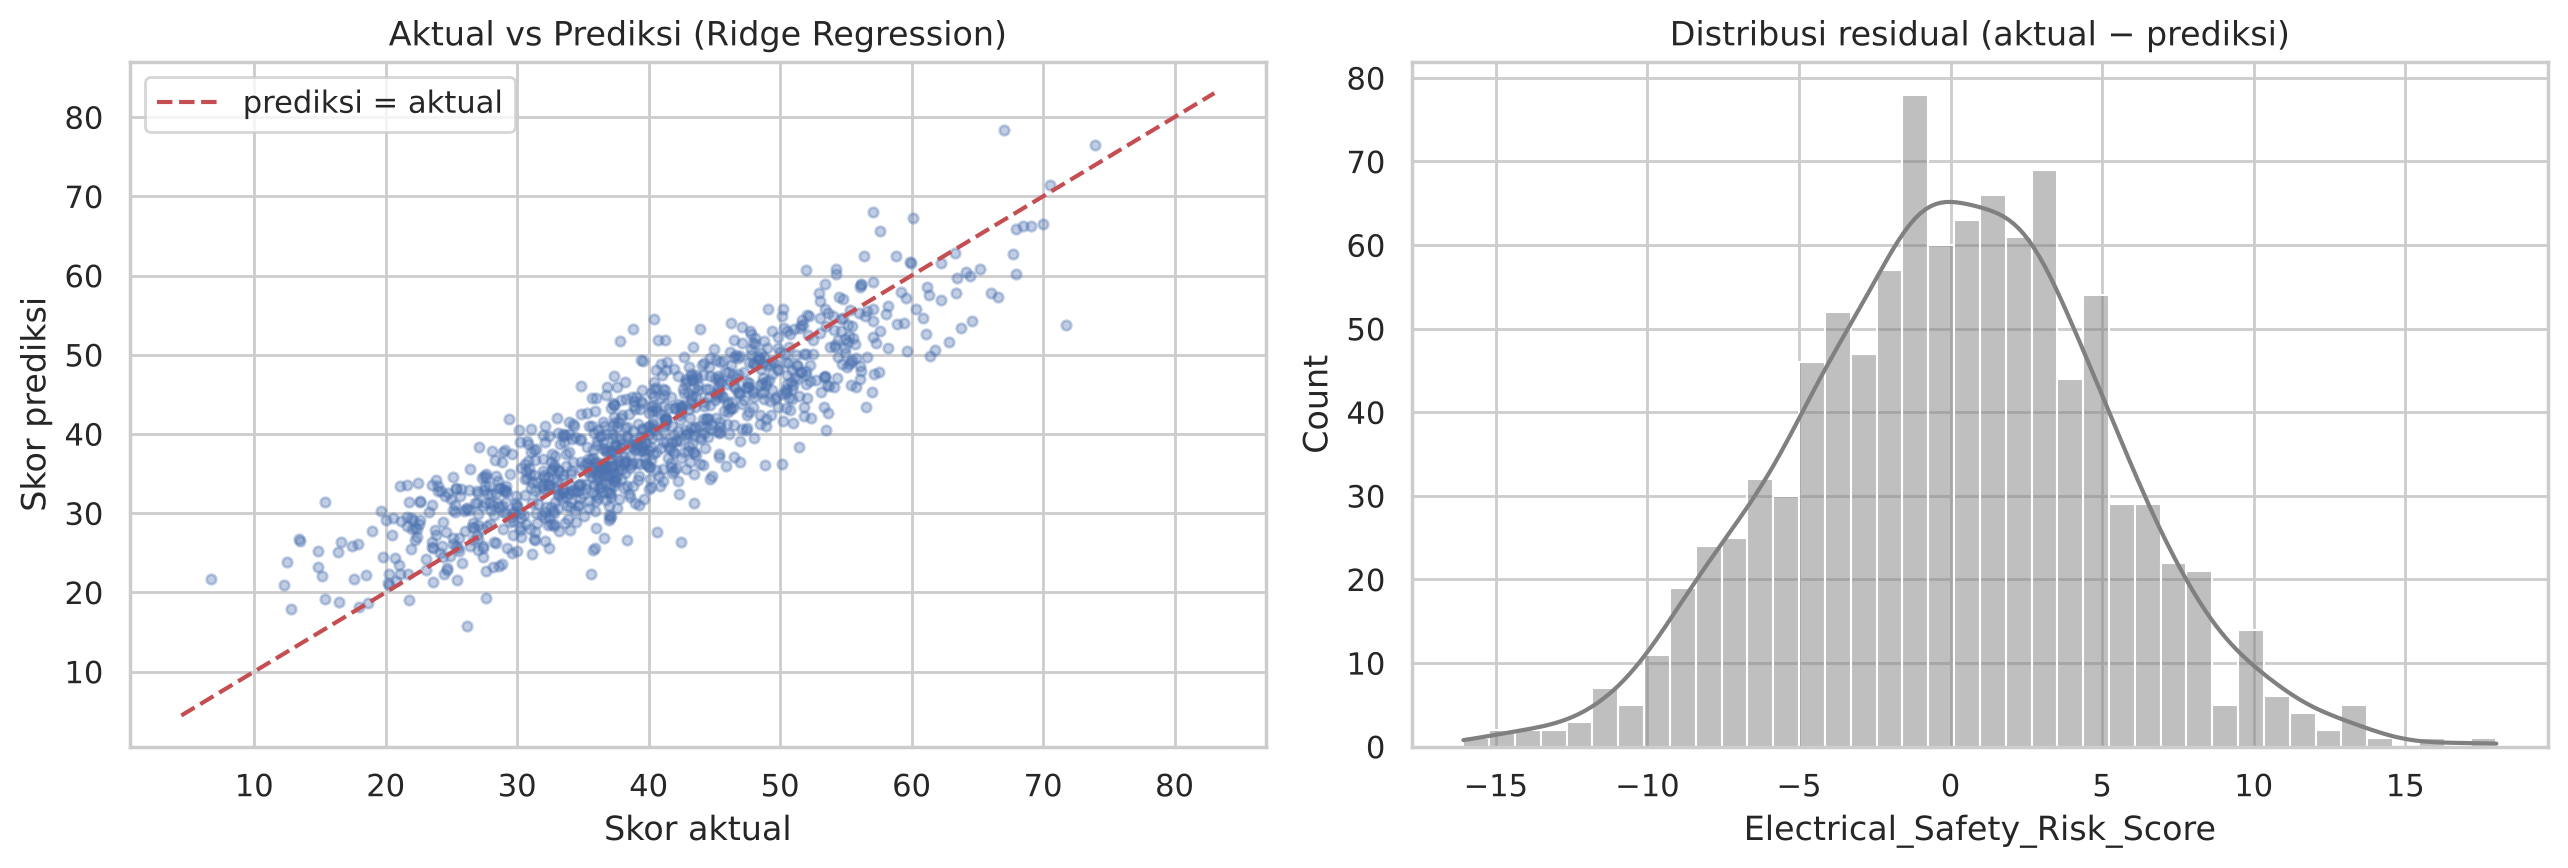 Aktual vs Prediksi (Ridge Regression)
prediksi = aktual
Skor prediksi
80
70
60
50
40
30
20
10
10 20 30 40 50 60 70 80
Skor aktual
Distribusi residual (aktual − prediksi)
Count
80
70
60
50
40
30
20
10
0
−15 −10 −5 0 5 10 15
Electrical_Safety_Risk_Score